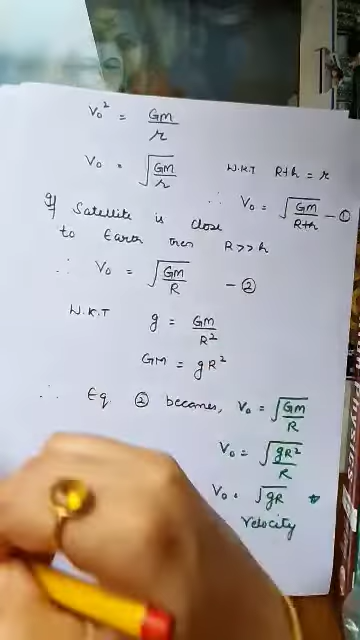 V₀² = GM/r
V₀ = √(GM/r) W.K.T R+h = r
∴ V₀ = √(GM/R+h) — ①
If Satellite is close
to Earth then R>>h
∴ V₀ = √(GM/R) — ②
W.K.T g = GM/R²
GM = gR²
∴ Eq ② becomes, V₀ = √(GM/R)
V₀ = √(gR²/R)
V₀ = √gR
Velocity